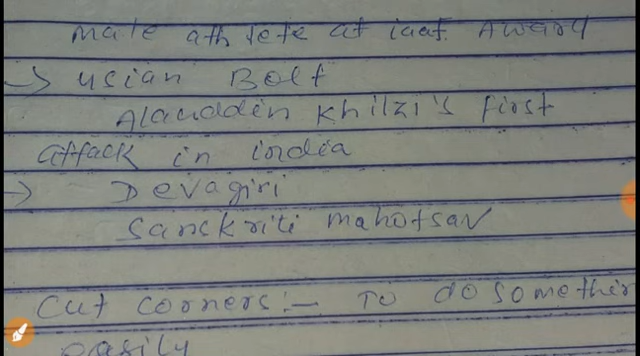 Male athlete at iaaf Award
→ usian Bolt
Alauddin Khilzi's first
attack in india
→ Devagiri
Sanskriti mahotsav
Cut corners:- To do somethin
easily